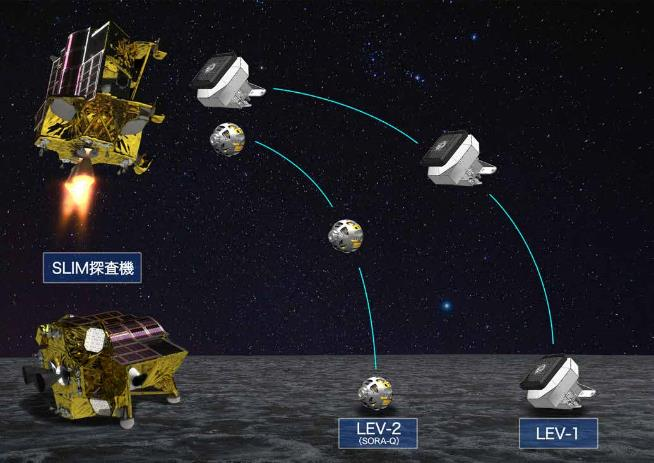 SLIM探査機
LEV-2
(SORA-Q)
LEV-1